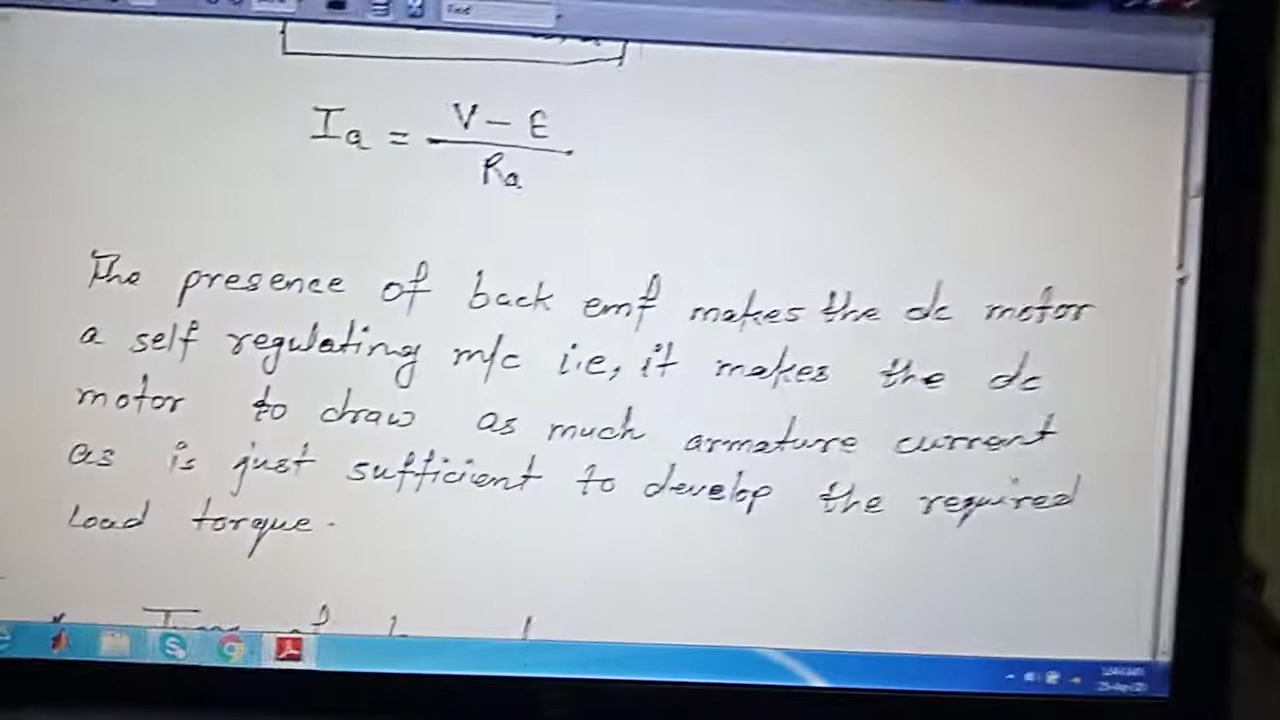 Find
Ia = V - E / Ra
The presence of back emf makes the dc motor
a self regulating m/c i.e, it makes the dc
motor to draw as much armature current
as is just sufficient to develop the required
load torque.